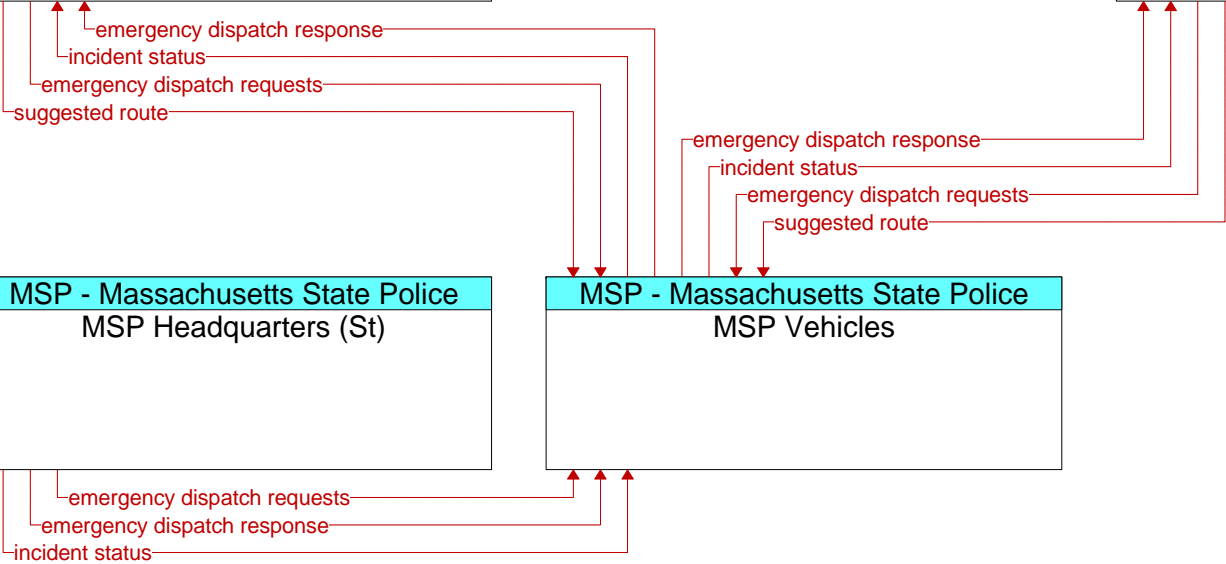 emergency dispatch response
incident status
emergency dispatch requests
suggested route
emergency dispatch response
incident status
emergency dispatch requests
suggested route
MSP - Massachusetts State Police
MSP Headquarters (St)
MSP - Massachusetts State Police
MSP Vehicles
emergency dispatch requests
emergency dispatch response
incident status